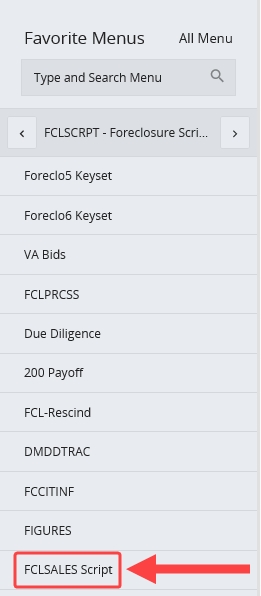 Favorite Menus
All Menu
Type and Search Menu
FCLSCRPT - Foreclosure Scri...
Foreclo5 Keyset
Foreclo6 Keyset
VA Bids
FCLPRCSS
Due Diligence
200 Payoff
FCL-Rescind
DMDDTRAC
FCCITINF
FIGURES
FCLSALES Script